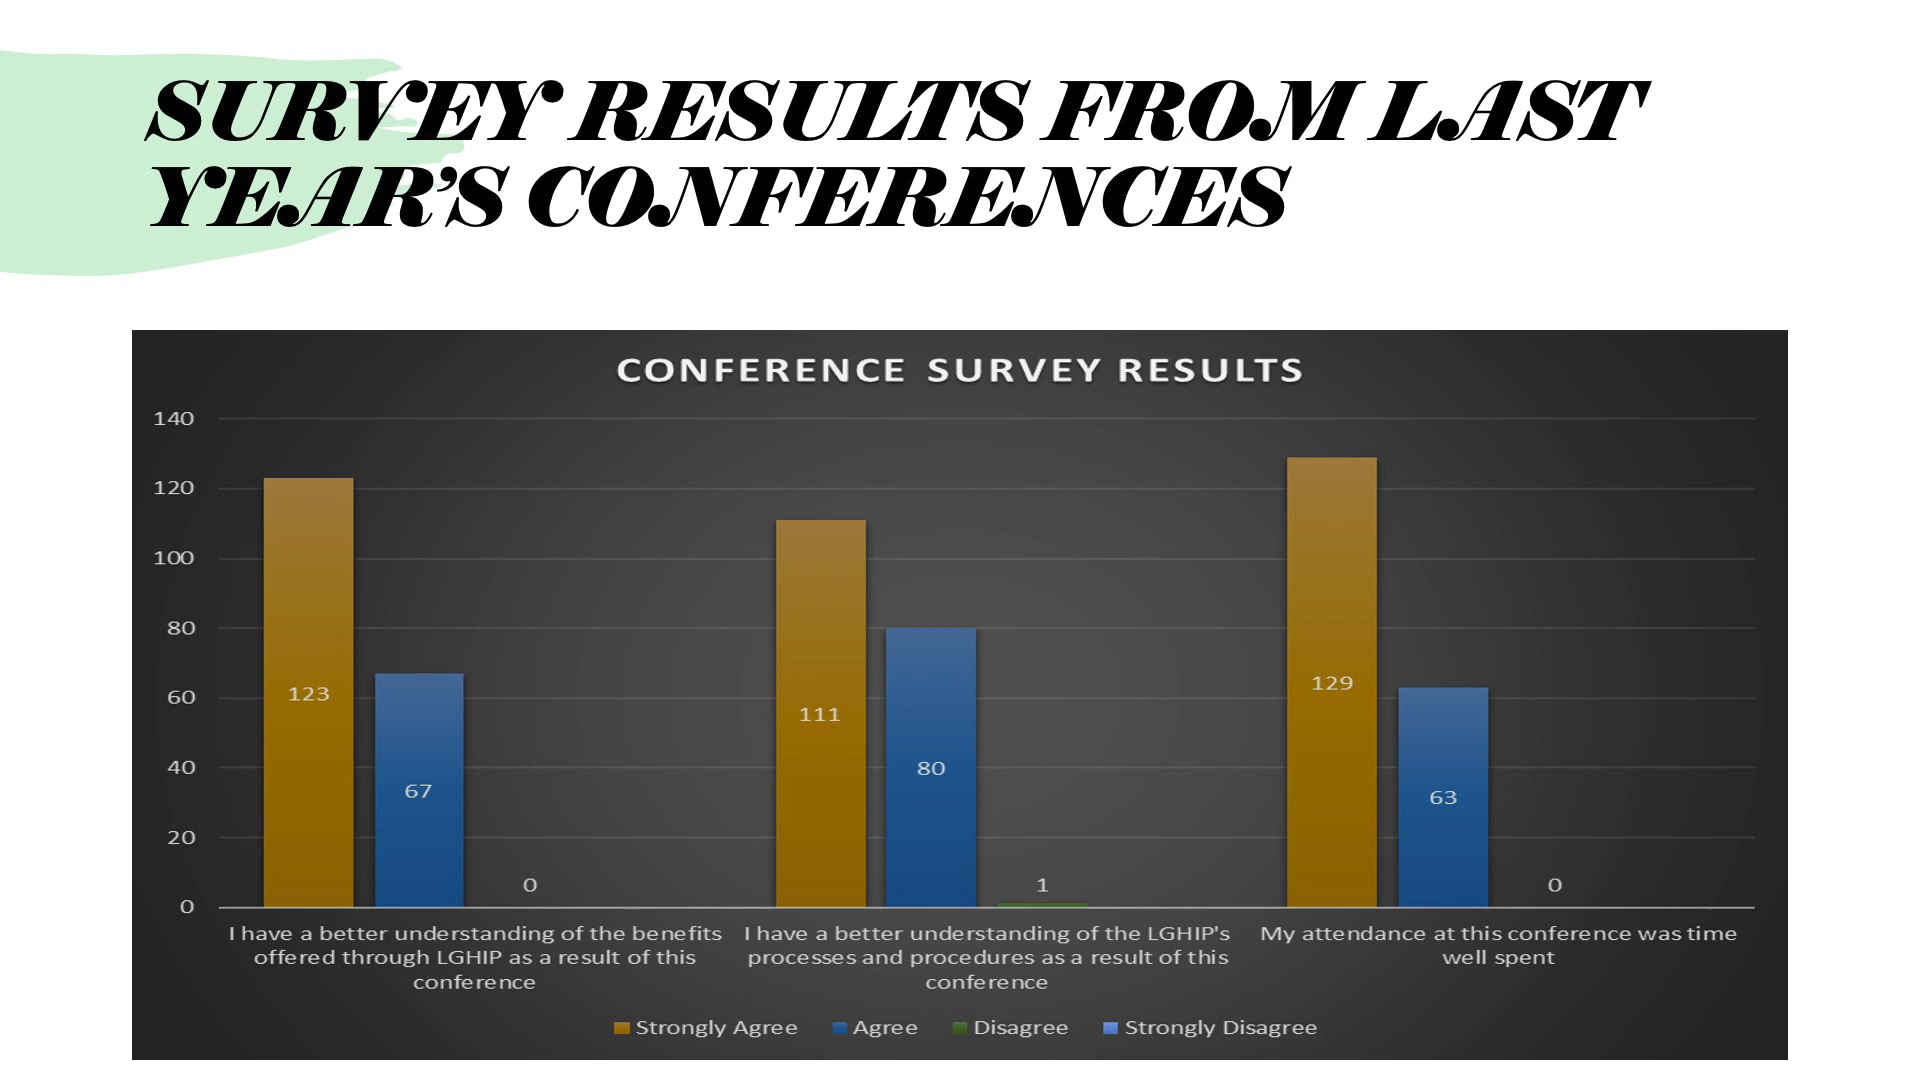 SURVEY RESULTS FROM LAST
YEAR’S CONFERENCES
CONFERENCE SURVEY RESULTS
140
120
100
80
60
40
20
0
123
67
0
111
80
1
129
63
0
I have a better understanding of the benefits
offered through LGHIP as a result of this
conference
I have a better understanding of the LGHIP's
processes and procedures as a result of this
conference
My attendance at this conference was time
well spent
Strongly Agree Agree Disagree Strongly Disagree